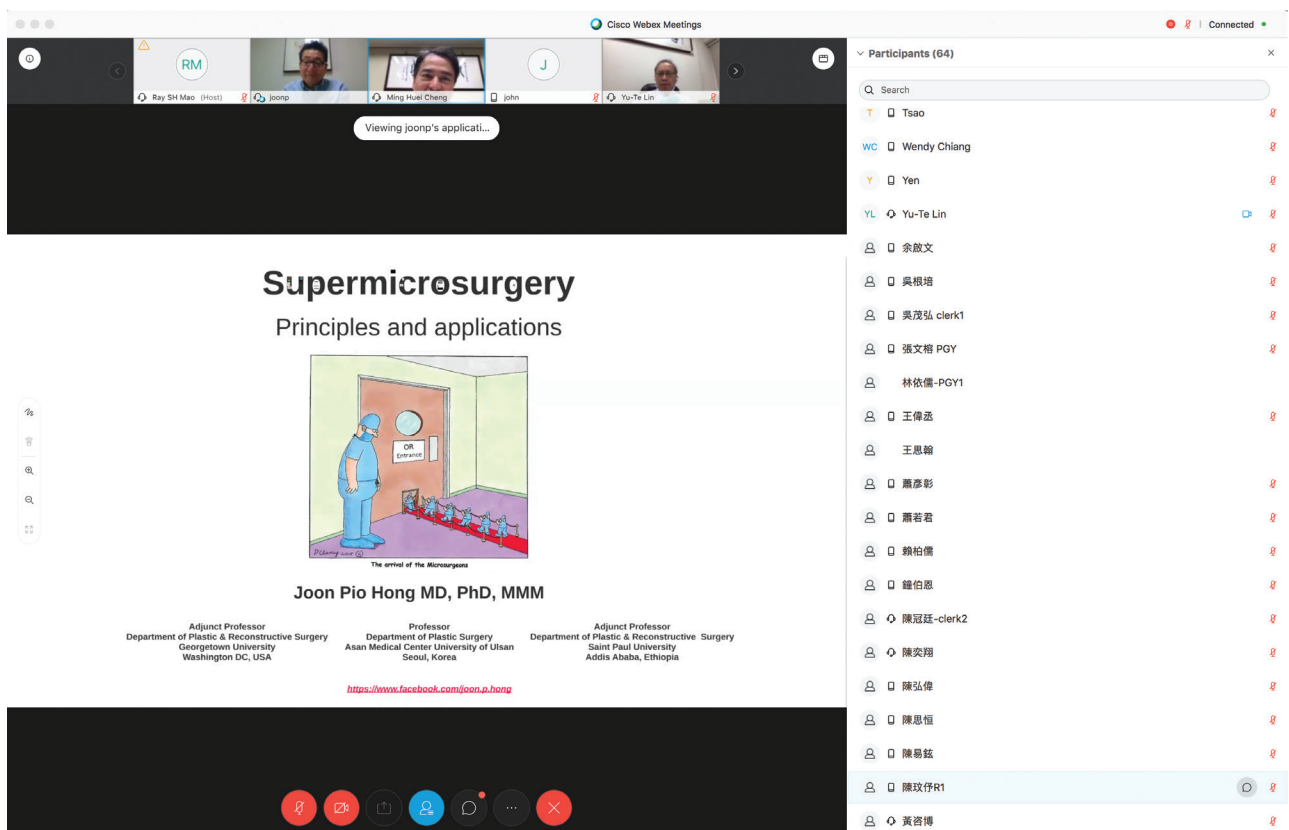 Cisco Webex Meetings
Connected
RM
Ray SH Mao (Host)
joonp
Ming Huei Cheng
J
john
Yu-Te Lin
Viewing joonp's applicati...
Supermicrosurgery
Principles and applications
OR
Entrance
The arrival of the Microsurgeons
Joon Pio Hong MD, PhD, MMM
Adjunct Professor
Department of Plastic & Reconstructive Surgery
Georgetown University
Washington DC, USA
Professor
Department of Plastic Surgery
Asan Medical Center University of Ulsan
Seoul, Korea
Adjunct Professor
Department of Plastic & Reconstructive Surgery
Saint Paul University
Addis Ababa, Ethiopia
https://www.facebook.com/joon.p.hong
Participants (64)
Search
T Tsao
WC Wendy Chiang
Y Yen
YL Yu-Te Lin
余啟文
吳根培
吳茂弘 clerk1
張文榕 PGY
林依儒-PGY1
王偉丞
王思翰
蕭彥彰
蕭若君
賴柏儒
鐘伯恩
陳冠廷-clerk2
陳奕翔
陳弘偉
陳思恒
陳易鉉
陳玟伃R1
黃咨博